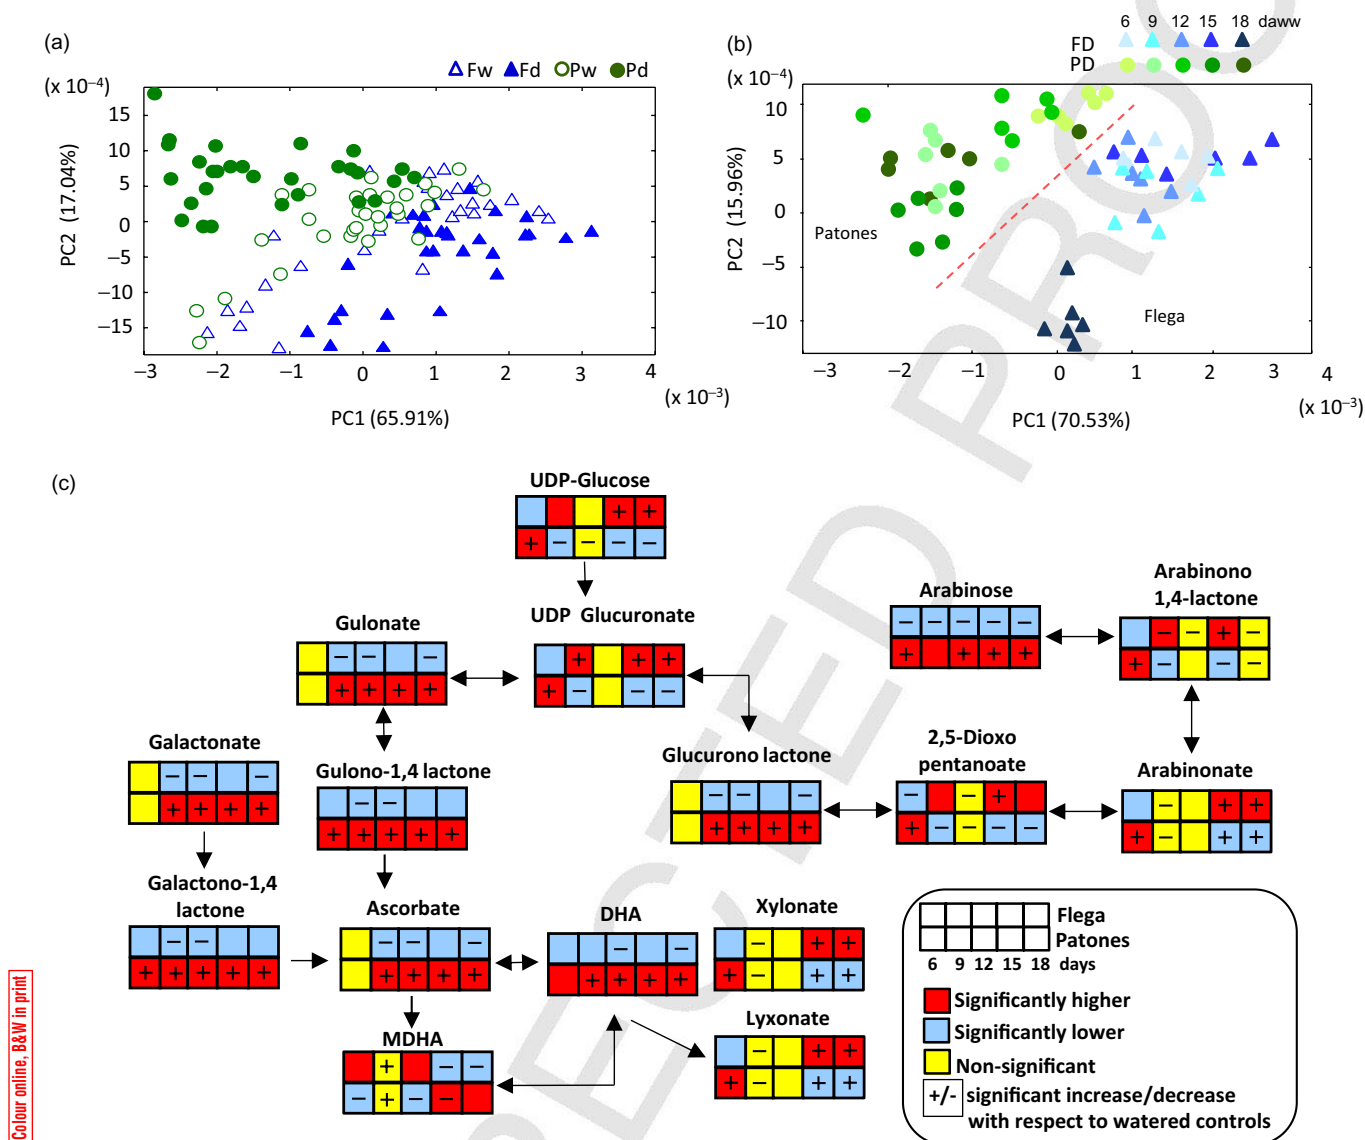 (a)
Fw Fd Pw Pd
(x 10⁻⁴)
15
10
5
0
−5
−10
−15
PC2 (17.04%)
−3 −2 −1 0 1 2 3 4
(x 10⁻³)
PC1 (65.91%)
(b)
6 9 12 15 18 daww
FD
PD
(x 10⁻⁴)
10
5
0
−5
−10
PC2 (15.96%)
Patones
Flega
−3 −2 −1 0 1 2 3 4
(x 10⁻³)
PC1 (70.53%)
(c)
UDP-Glucose
+ +
+ − − − −
UDP Glucuronate
+ + +
+ − − −
Gulonate
− − −
+ + + +
Arabinose
− − − − −
+ + + +
Arabinono
1,4-lactone
− − + −
+ − − −
Galactonate
− − −
+ + + +
Gulono-1,4 lactone
− −
+ + + + +
Glucurono lactone
− − −
+ + + +
2,5-Dioxo
pentanoate
− − +
+ − − − −
Arabinonate
− + +
+ − + +
Galactono-1,4
lactone
− −
+ + + + +
Ascorbate
− − −
+ + + +
DHA
− −
+ + + +
Xylonate
− + +
+ − + +
MDHA
+ − −
− + − −
Lyxonate
− + +
+ − + +
Flega
Patones
6 9 12 15 18 days
Significantly higher
Significantly lower
Non-significant
+/- significant increase/decrease
with respect to watered controls
Colour online, B&W in print
ECTED PROO